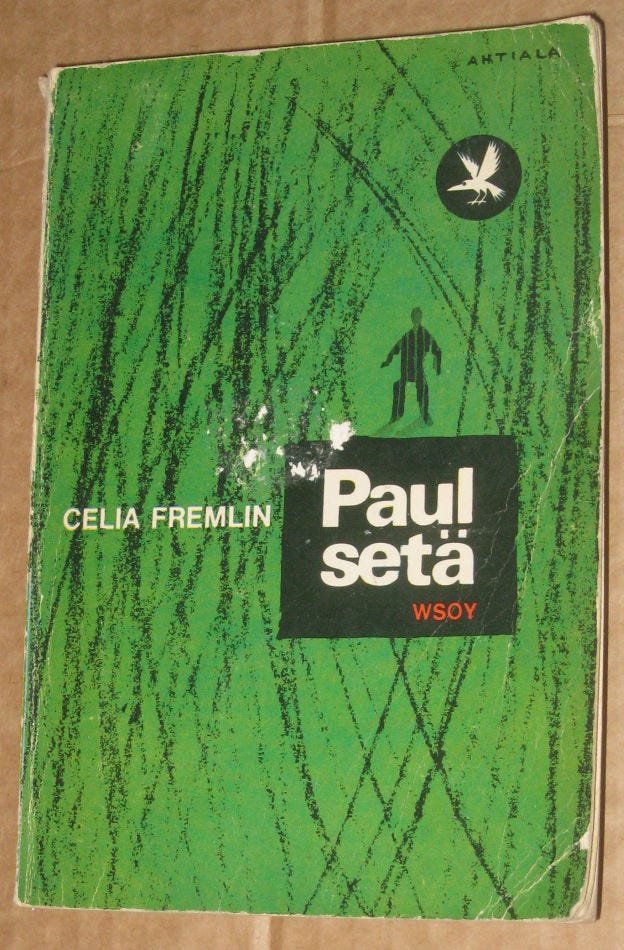 AHTIALA
CELIA FREMLIN
Paul
setä
WSOY